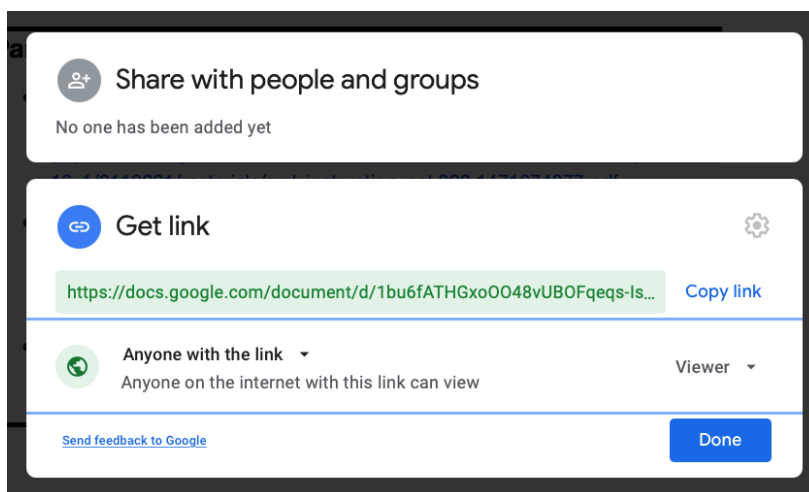 Share with people and groups
No one has been added yet
Get link
https://docs.google.com/document/d/1bu6fATHGxoOO48vUBOFqeqs-Is...
Copy link
Anyone with the link
Anyone on the internet with this link can view
Viewer
Send feedback to Google
Done